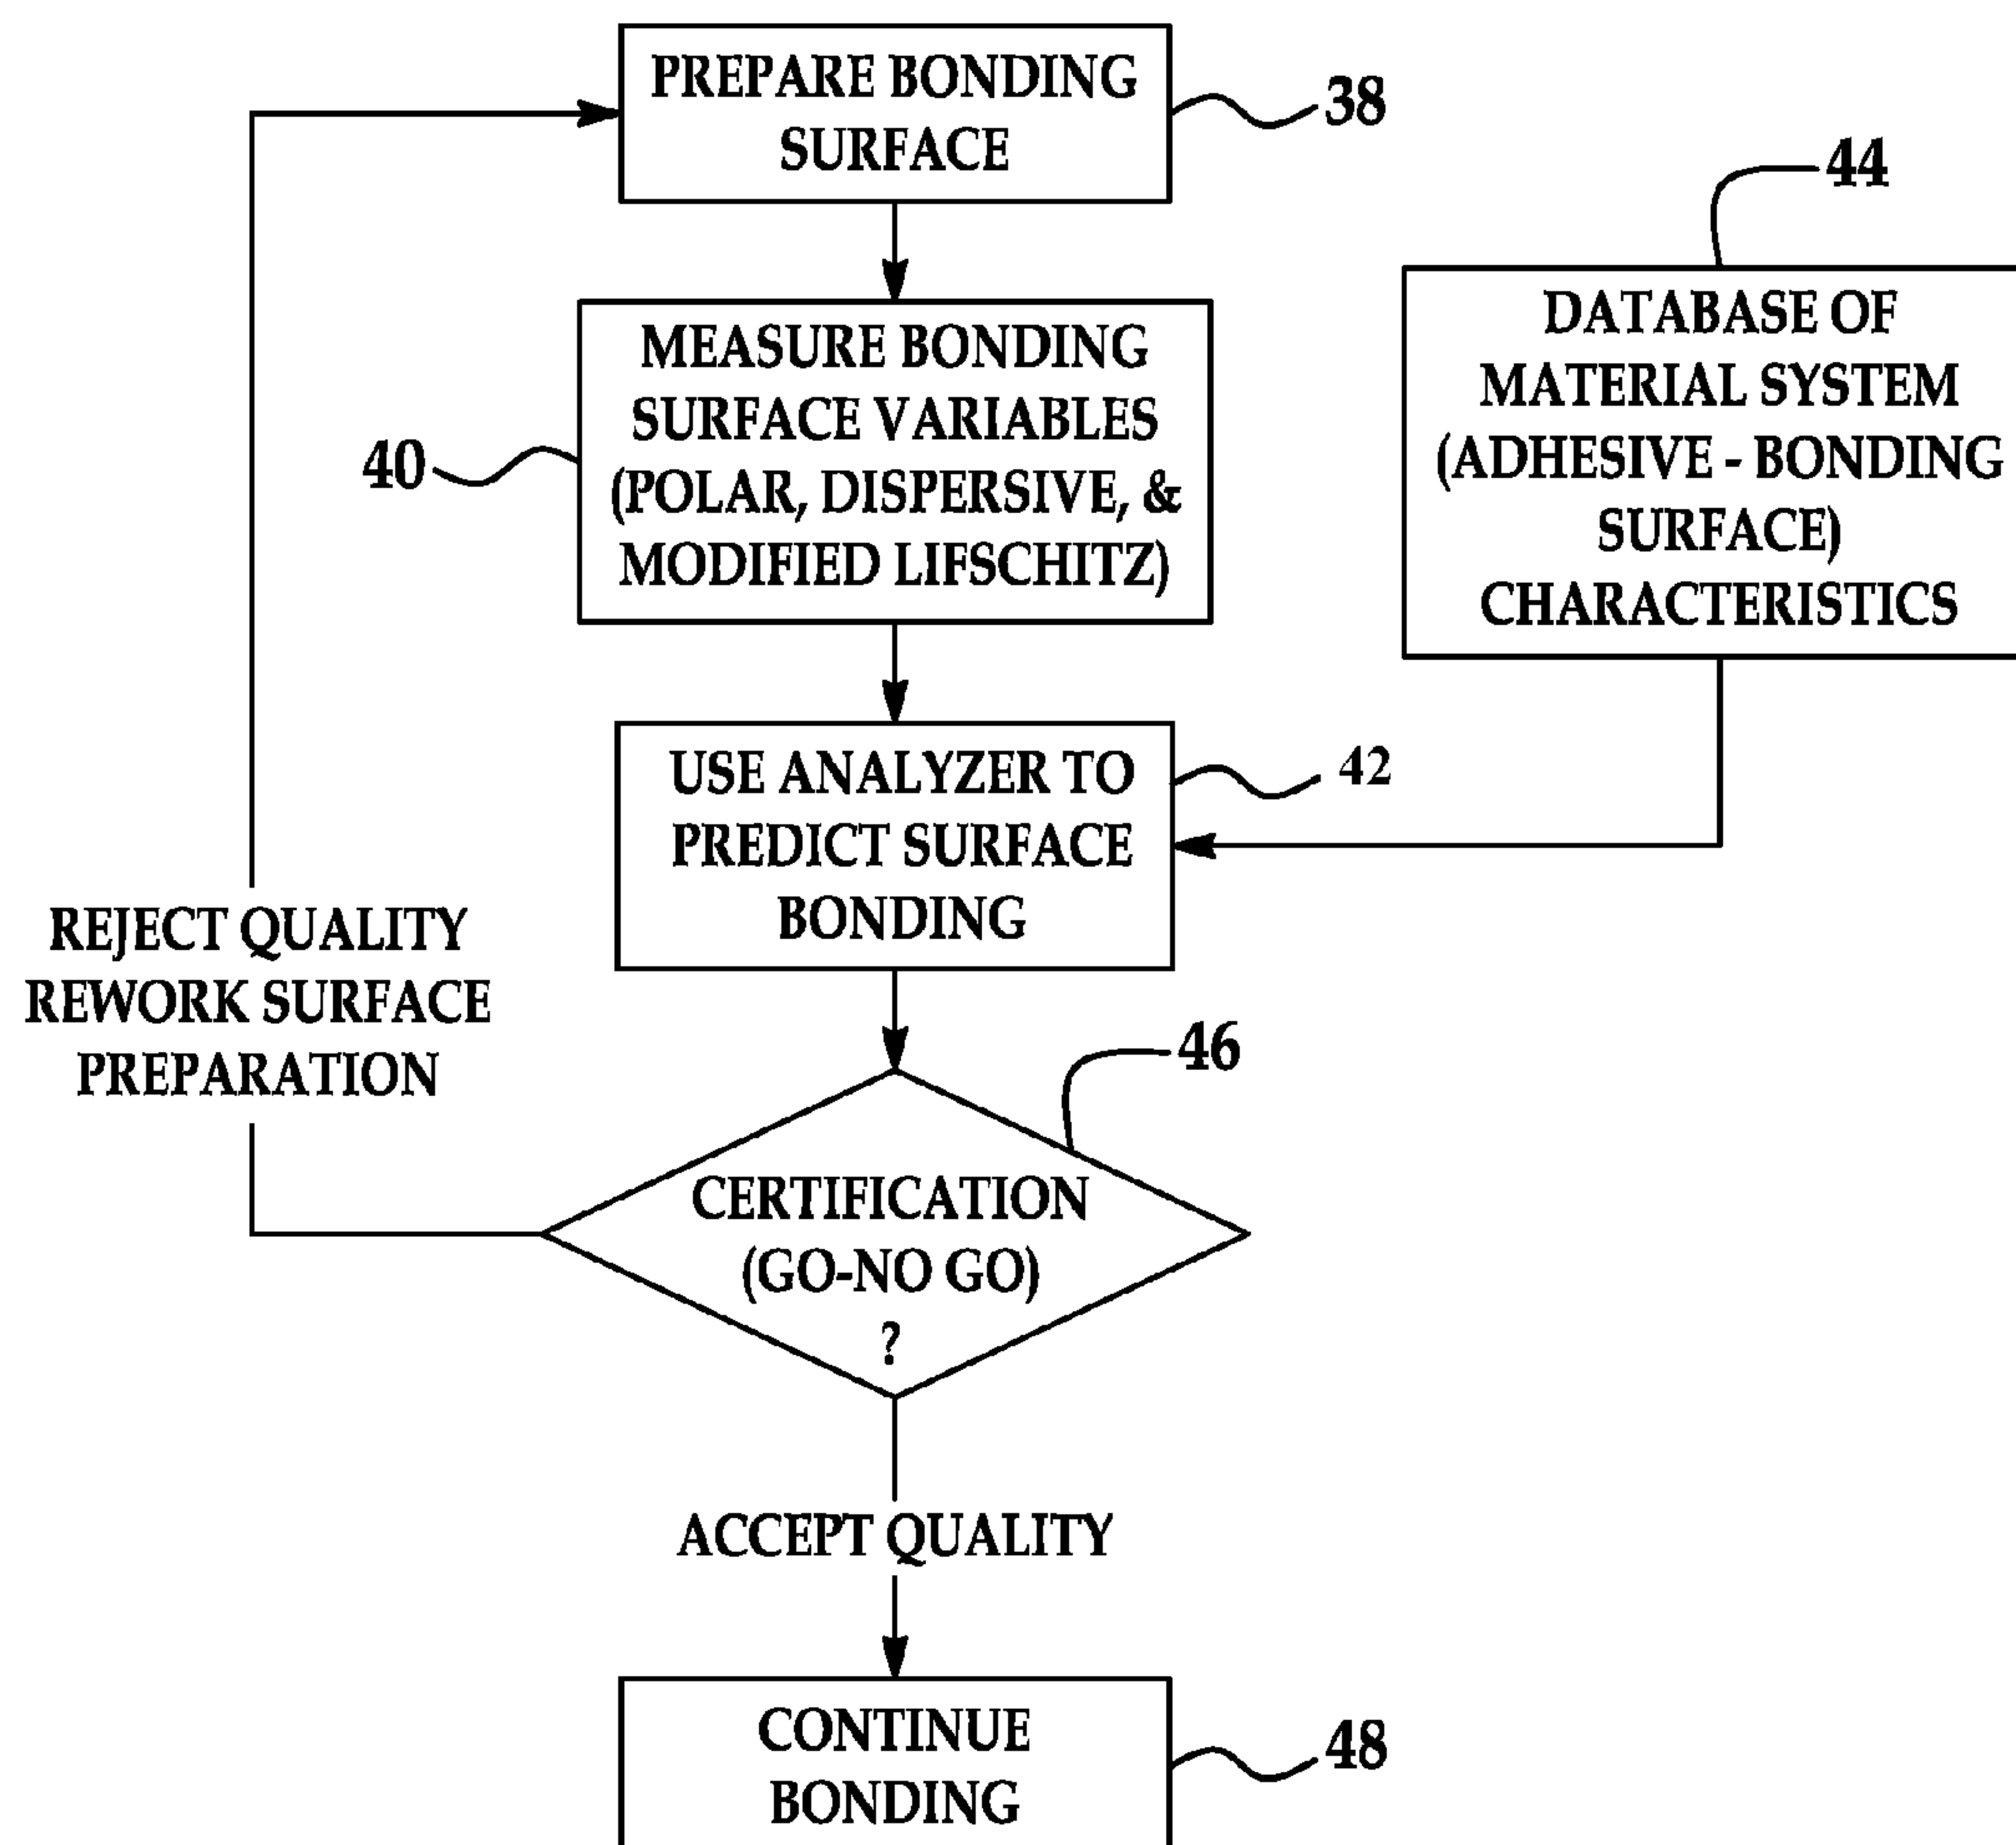 PREPARE BONDING
SURFACE
38
44
MEASURE BONDING
SURFACE VARIABLES
(POLAR, DISPERSIVE, &
MODIFIED LIFSCHITZ)
40
DATABASE OF
MATERIAL SYSTEM
(ADHESIVE - BONDING
SURFACE)
CHARACTERISTICS
USE ANALYZER TO
PREDICT SURFACE
BONDING
42
REJECT QUALITY
REWORK SURFACE
PREPARATION
46
CERTIFICATION
(GO-NO GO)
?
ACCEPT QUALITY
CONTINUE
BONDING
48